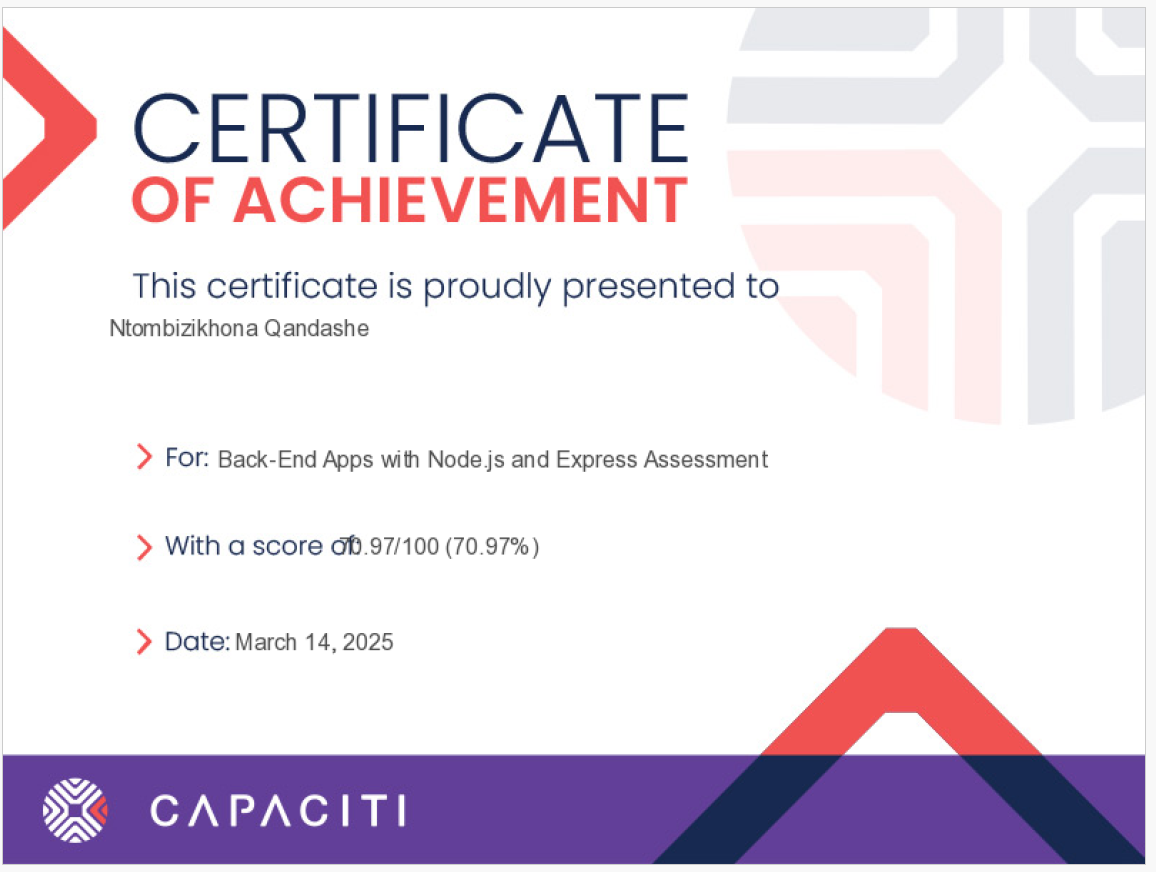 CERTIFICATE
OF ACHIEVEMENT
This certificate is proudly presented to
Ntombizikhona Qandashe
For: Back-End Apps with Node.js and Express Assessment
With a score of: 70.97/100 (70.97%)
Date: March 14, 2025
CAPACITI